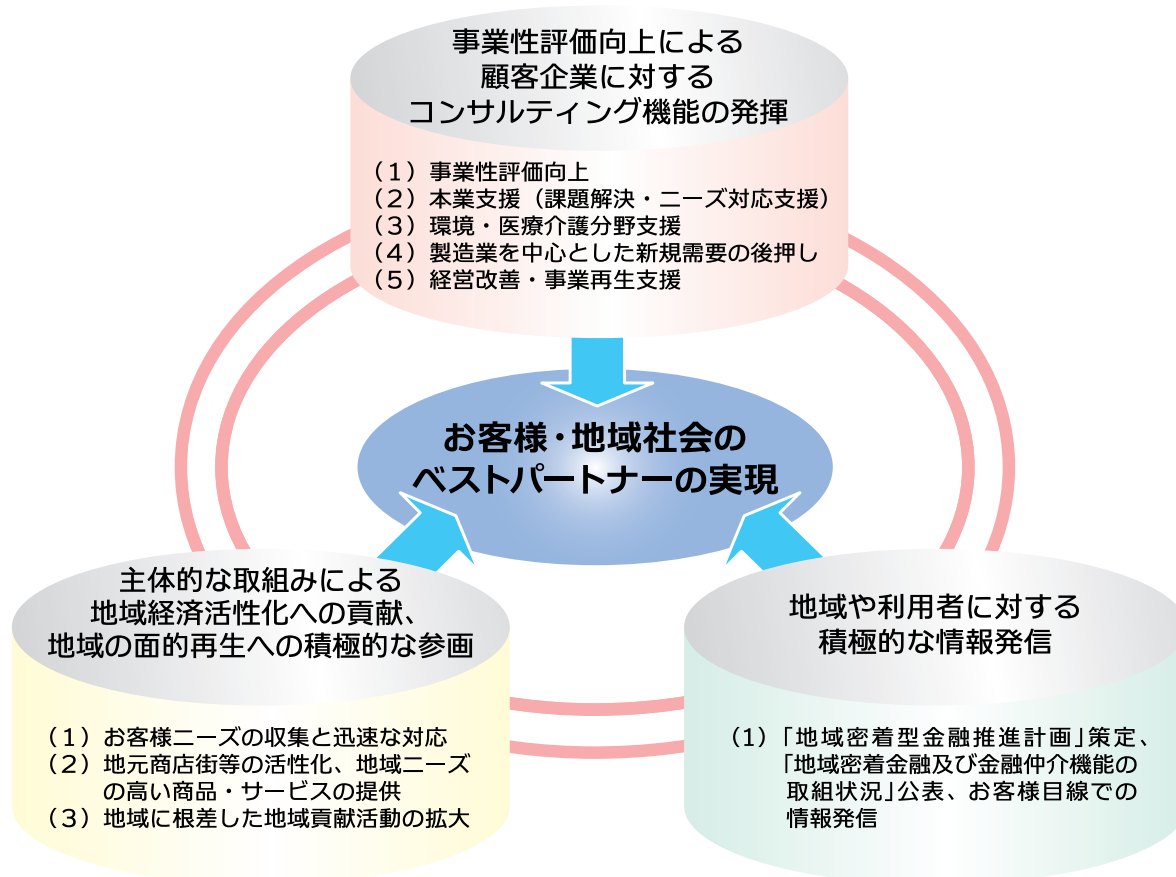 事業性評価向上による
顧客企業に対する
コンサルティング機能の発揮
（１）事業性評価向上
（２）本業支援（課題解決・ニーズ対応支援）
（３）環境・医療介護分野支援
（４）製造業を中心とした新規需要の後押し
（５）経営改善・事業再生支援
お客様・地域社会の
ベストパートナーの実現
主体的な取組みによる
地域経済活性化への貢献、
地域の面的再生への積極的な参画
（１）お客様ニーズの収集と迅速な対応
（２）地元商店街等の活性化、地域ニーズ
の高い商品・サービスの提供
（３）地域に根差した地域貢献活動の拡大
地域や利用者に対する
積極的な情報発信
（1）「地域密着型金融推進計画」策定、
「地域密着金融及び金融仲介機能の
取組状況」公表、お客様目線での
情報発信